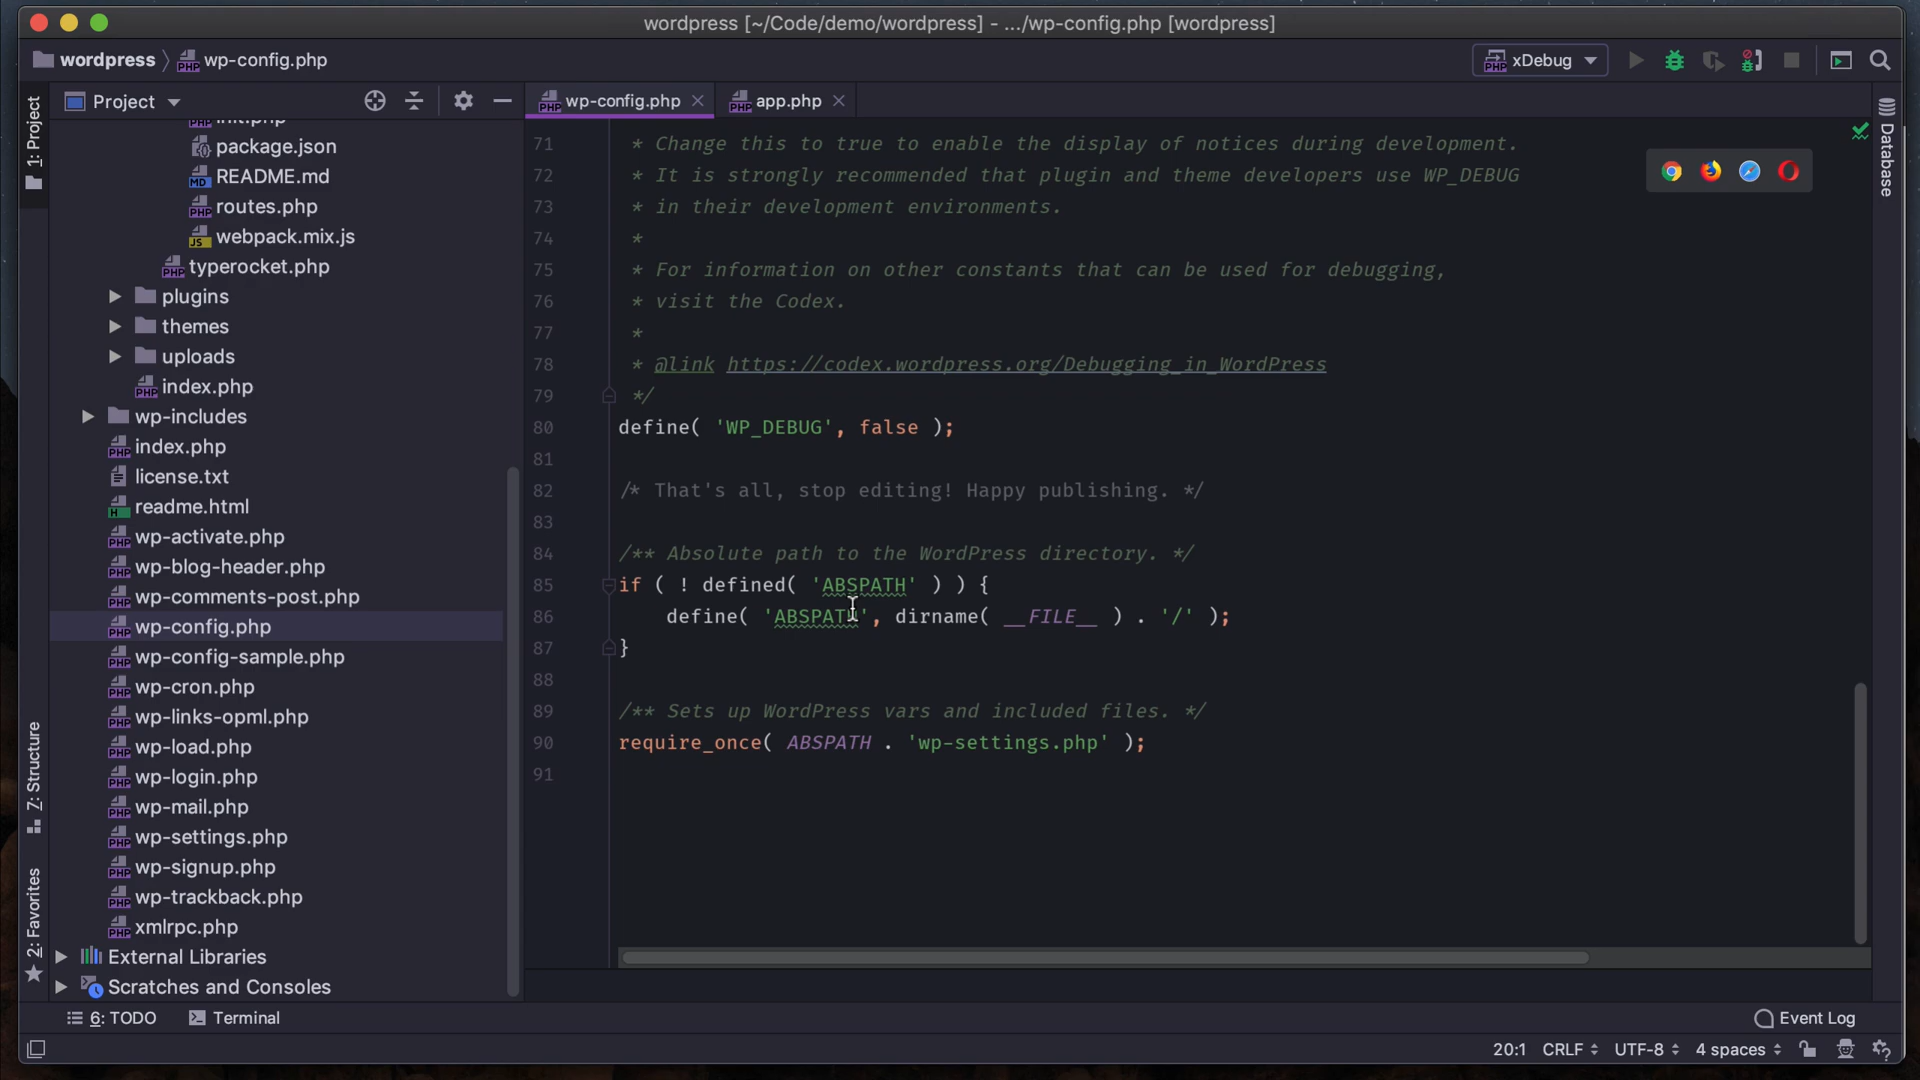 wordpress [~/Code/demo/wordpress] - .../wp-config.php [wordpress]
wordpress
wp-config.php
xDebug
1: Project
7: Structure
2: Favorites
Project
init.php
package.json
README.md
routes.php
webpack.mix.js
typerocket.php
plugins
themes
uploads
index.php
wp-includes
index.php
license.txt
readme.html
wp-activate.php
wp-blog-header.php
wp-comments-post.php
wp-config.php
wp-config-sample.php
wp-cron.php
wp-links-opml.php
wp-load.php
wp-login.php
wp-mail.php
wp-settings.php
wp-signup.php
wp-trackback.php
xmlrpc.php
External Libraries
Scratches and Consoles
wp-config.php
app.php
71 * Change this to true to enable the display of notices during development.
72 * It is strongly recommended that plugin and theme developers use WP_DEBUG
73 * in their development environments.
74 *
75 * For information on other constants that can be used for debugging,
76 * visit the Codex.
77 *
78 * @link https://codex.wordpress.org/Debugging_in_WordPress
79 */
80 define( 'WP_DEBUG', false );
81
82 /* That's all, stop editing! Happy publishing. */
83
84 /** Absolute path to the WordPress directory. */
85 if ( ! defined( 'ABSPATH' ) ) {
86 define( 'ABSPATH', dirname( __FILE__ ) . '/' );
87 }
88
89 /** Sets up WordPress vars and included files. */
90 require_once( ABSPATH . 'wp-settings.php' );
91
Database
6: TODO
Terminal
Event Log
20:1
CRLF
UTF-8
4 spaces